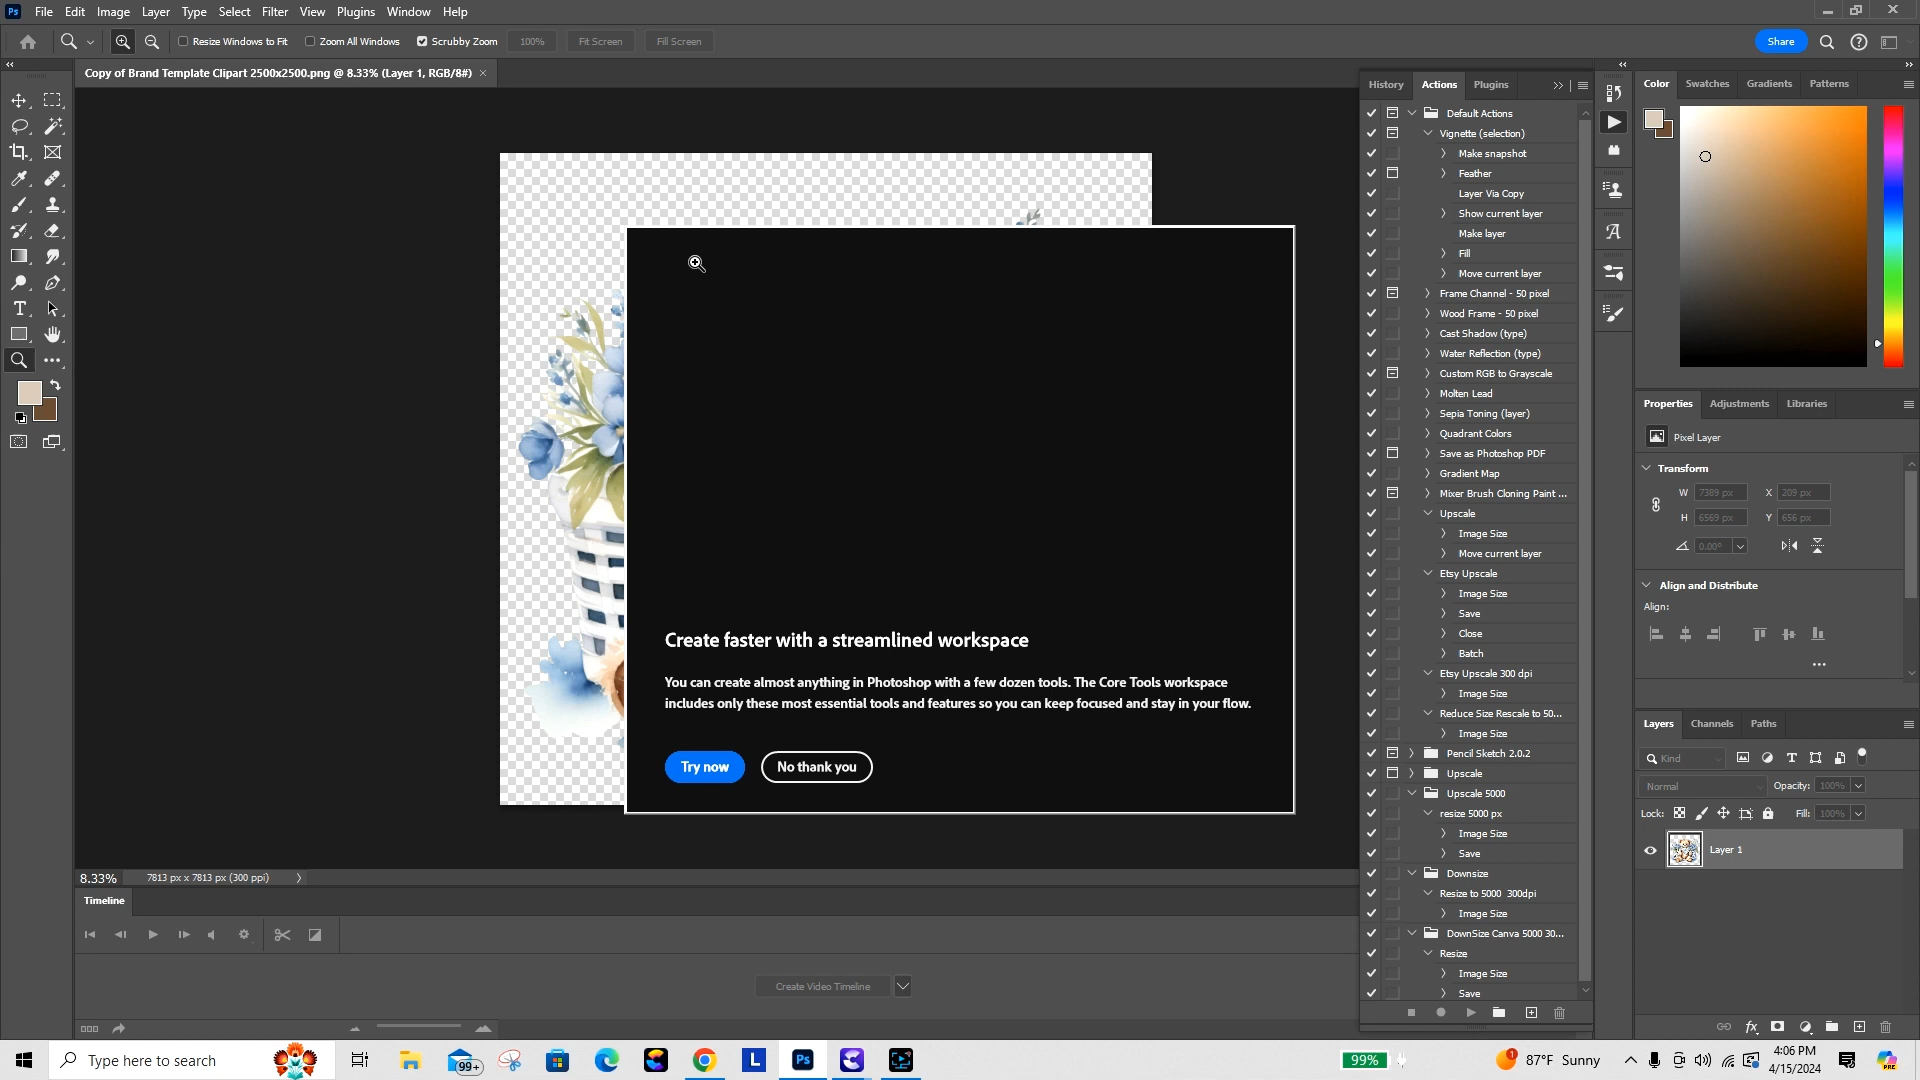 Ps File Edit Image Layer Type Select Filter View Plugins Window Help
Resize Windows to Fit Zoom All Windows Scrubby Zoom 100% Fit Screen Fill Screen Share
Copy of Brand Template Clipart 2500x2500.png @ 8.33% (Layer 1, RGB/8#)
History Actions Plugins
Default Actions
Vignette (selection)
Make snapshot
Feather
Layer Via Copy
Show current layer
Make layer
Fill
Move current layer
Frame Channel - 50 pixel
Wood Frame - 50 pixel
Cast Shadow (type)
Water Reflection (type)
Custom RGB to Grayscale
Molten Lead
Sepia Toning (layer)
Quadrant Colors
Save as Photoshop PDF
Gradient Map
Mixer Brush Cloning Paint ...
Upscale
Image Size
Move current layer
Etsy Upscale
Image Size
Save
Close
Batch
Etsy Upscale 300 dpi
Image Size
Reduce Size Rescale to 50...
Image Size
Pencil Sketch 2.0.2
Upscale
Upscale 5000
resize 5000 px
Image Size
Save
Downsize
Resize to 5000 300dpi
Image Size
DownSize Canva 5000 30...
Resize
Image Size
Save
Color Swatches Gradients Patterns
Properties Adjustments Libraries
Pixel Layer
Transform
W 7389 px X 209 px
H 6569 px Y 656 px
0.00°
Align and Distribute
Align:
Layers Channels Paths
Kind
Normal Opacity: 100%
Lock: Fill: 100%
Layer 1
Create faster with a streamlined workspace
You can create almost anything in Photoshop with a few dozen tools. The Core Tools workspace
includes only these most essential tools and features so you can keep focused and stay in your flow.
Try now No thank you
8.33% 7813 px x 7813 px (300 ppi)
Timeline
Create Video Timeline
Type here to search
99+
L
Ps
99%
1
87°F Sunny
4:06 PM
4/15/2024
PRE